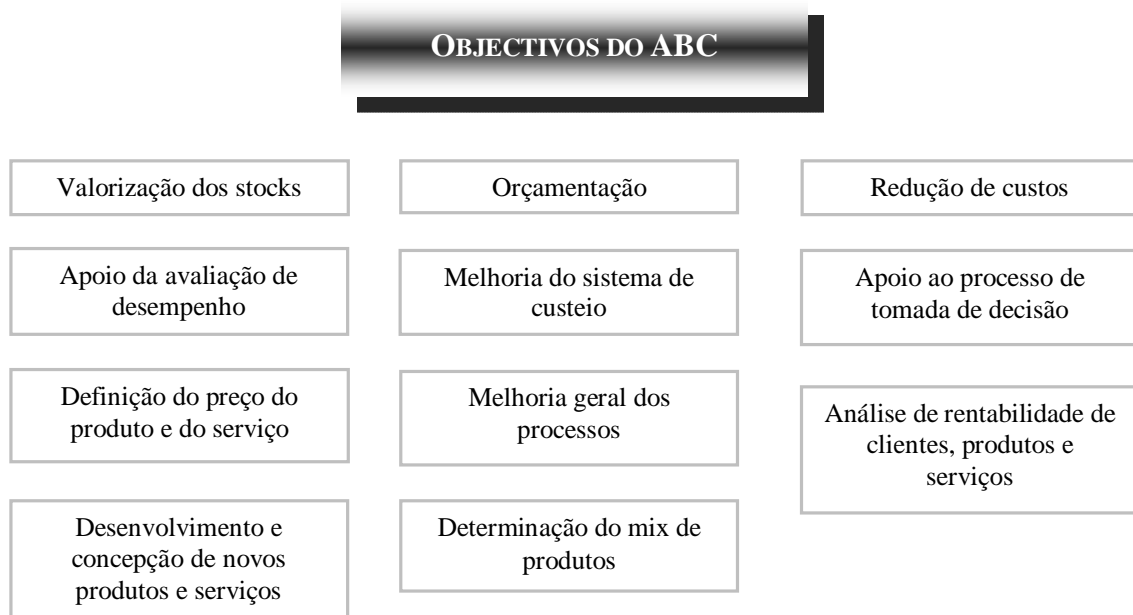 OBJECTIVOS DO ABC
Valorização dos stocks
Orçamentação
Redução de custos
Apoio da avaliação de
desempenho
Melhoria do sistema de
custeio
Apoio ao processo de
tomada de decisão
Definição do preço do
produto e do serviço
Melhoria geral dos
processos
Análise de rentabilidade de
clientes, produtos e
serviços
Desenvolvimento e
concepção de novos
produtos e serviços
Determinação do mix de
produtos